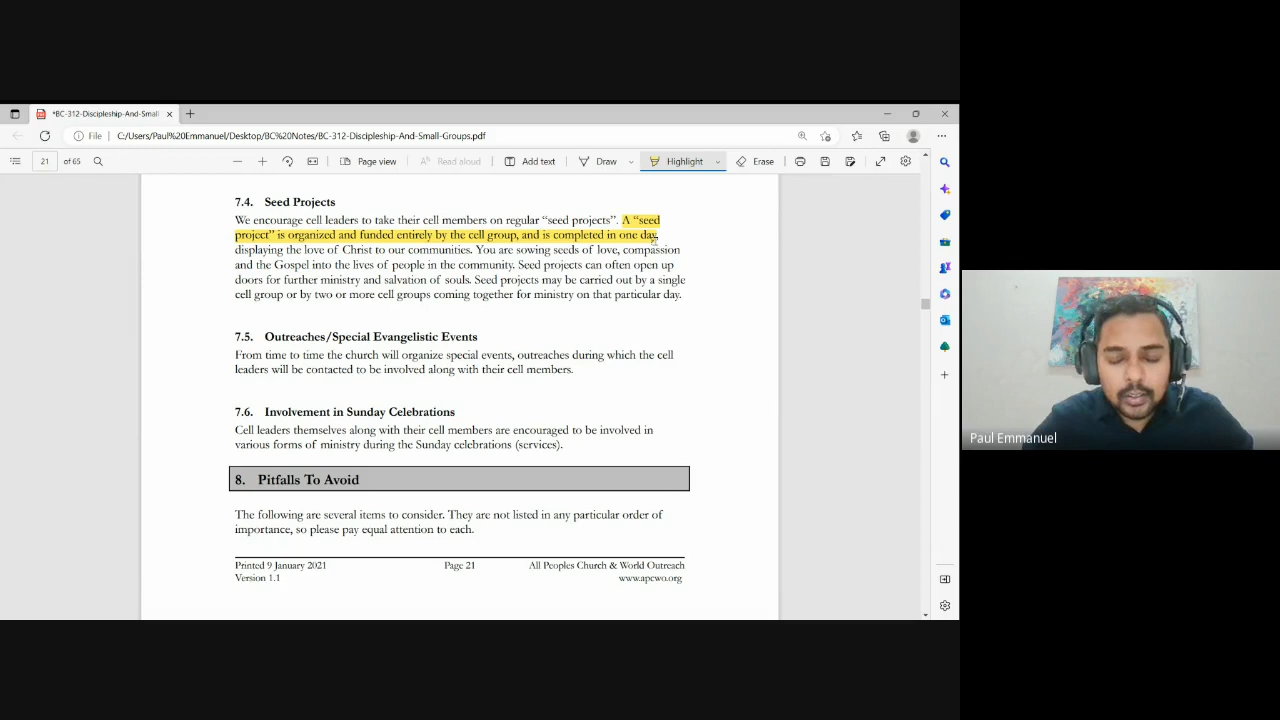 *BC-312-Discipleship-And-Small
File
C:/Users/Paul%20Emmanuel/Desktop/BC%20Notes/BC-312-Discipleship-And-Small-Groups.pdf
21 of 65
Page view
Read aloud
Add text
Draw
Highlight
Erase
7.4. Seed Projects
We encourage cell leaders to take their cell members on regular “seed projects”. A “seed
project” is organized and funded entirely by the cell group, and is completed in one day,
displaying the love of Christ to our communities. You are sowing seeds of love, compassion
and the Gospel into the lives of people in the community. Seed projects can often open up
doors for further ministry and salvation of souls. Seed projects may be carried out by a single
cell group or by two or more cell groups coming together for ministry on that particular day.
7.5. Outreaches/Special Evangelistic Events
From time to time the church will organize special events, outreaches during which the cell
leaders will be contacted to be involved along with their cell members.
7.6. Involvement in Sunday Celebrations
Cell leaders themselves along with their cell members are encouraged to be involved in
various forms of ministry during the Sunday celebrations (services).
8. Pitfalls To Avoid
The following are several items to consider. They are not listed in any particular order of
importance, so please pay equal attention to each.
Printed 9 January 2021 Page 21 All Peoples Church & World Outreach
Version 1.1 www.apcwo.org
Paul Emmanuel